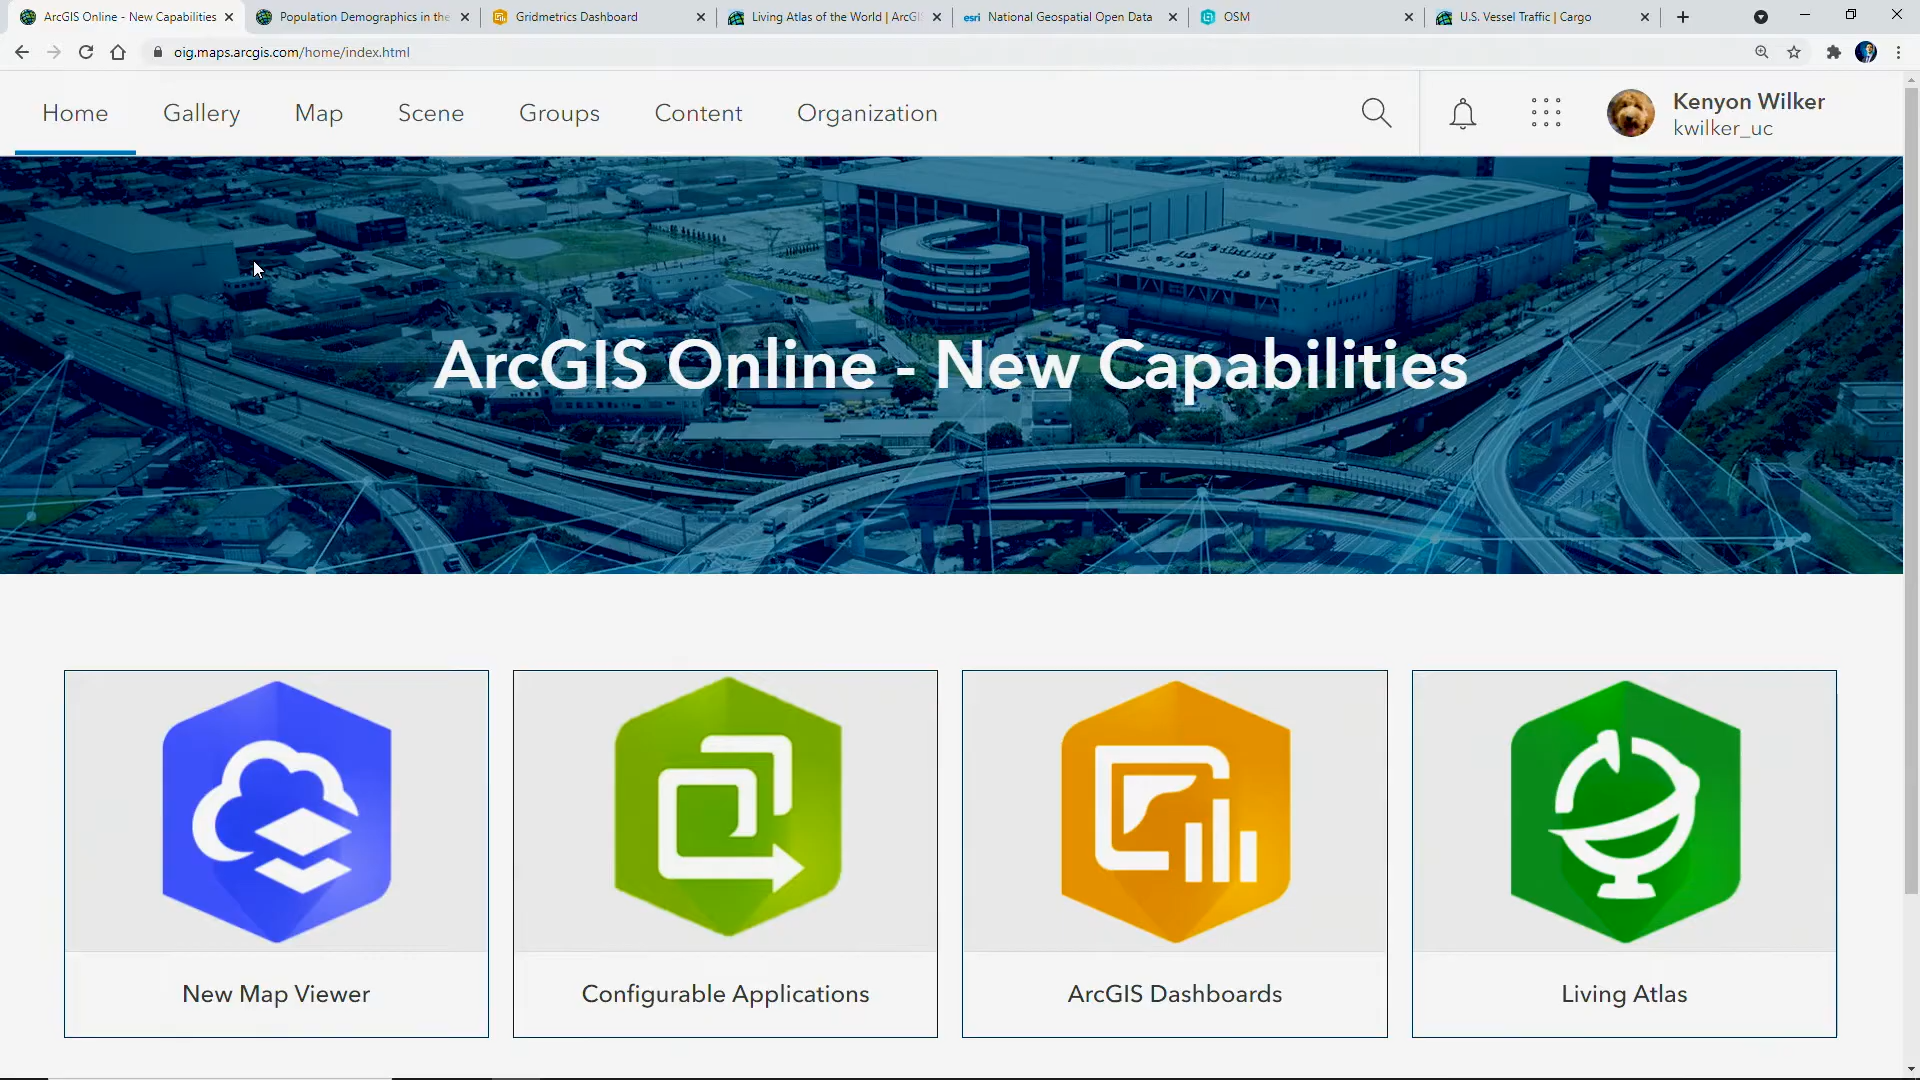 ArcGIS Online - New Capabilities
Population Demographics in the
Gridmetrics Dashboard
Living Atlas of the World | ArcGI
esri National Geospatial Open Data
OSM
U.S. Vessel Traffic | Cargo
oig.maps.arcgis.com/home/index.html
Home
Gallery
Map
Scene
Groups
Content
Organization
Kenyon Wilker
kwilker_uc
ArcGIS Online - New Capabilities
New Map Viewer
Configurable Applications
ArcGIS Dashboards
Living Atlas